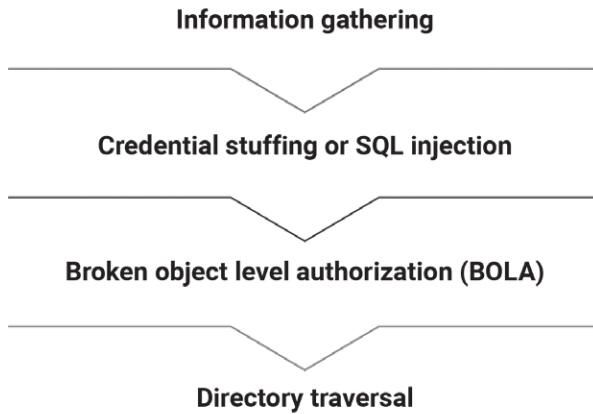 Information gathering
Credential stuffing or SQL injection
Broken object level authorization (BOLA)
Directory traversal